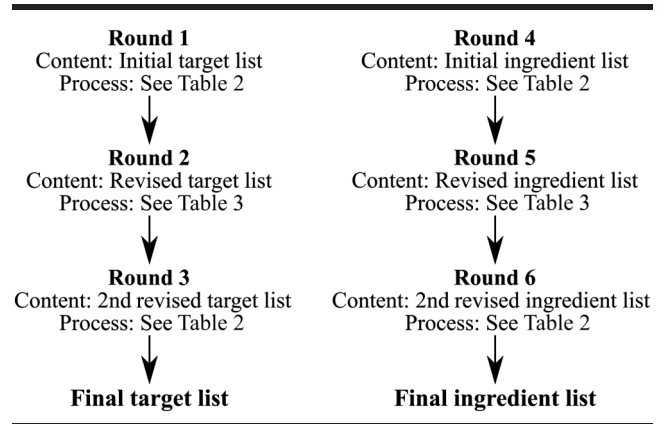 Round 1
Content: Initial target list
Process: See Table 2
Round 2
Content: Revised target list
Process: See Table 3
Round 3
Content: 2nd revised target list
Process: See Table 2
Final target list
Round 4
Content: Initial ingredient list
Process: See Table 2
Round 5
Content: Revised ingredient list
Process: See Table 3
Round 6
Content: 2nd revised ingredient list
Process: See Table 2
Final ingredient list